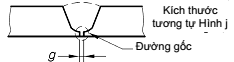 Kích thước
tương tự Hình j
Đường gốc
g